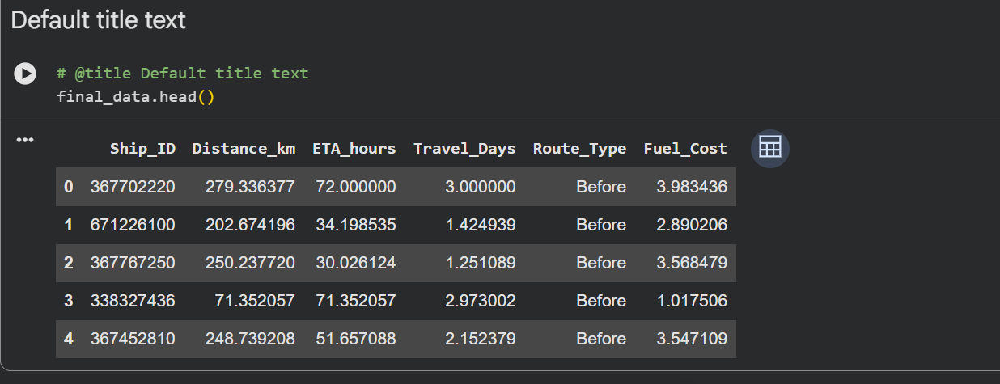 Default title text
# @title Default title text
final_data.head()
Ship_ID Distance_km ETA_hours Travel_Days Route_Type Fuel_Cost
0 367702220 279.336377 72.000000 3.000000 Before 3.983436
1 671226100 202.674196 34.198535 1.424939 Before 2.890206
2 367767250 250.237720 30.026124 1.251089 Before 3.568479
3 338327436 71.352057 71.352057 2.973002 Before 1.017506
4 367452810 248.739208 51.657088 2.152379 Before 3.547109